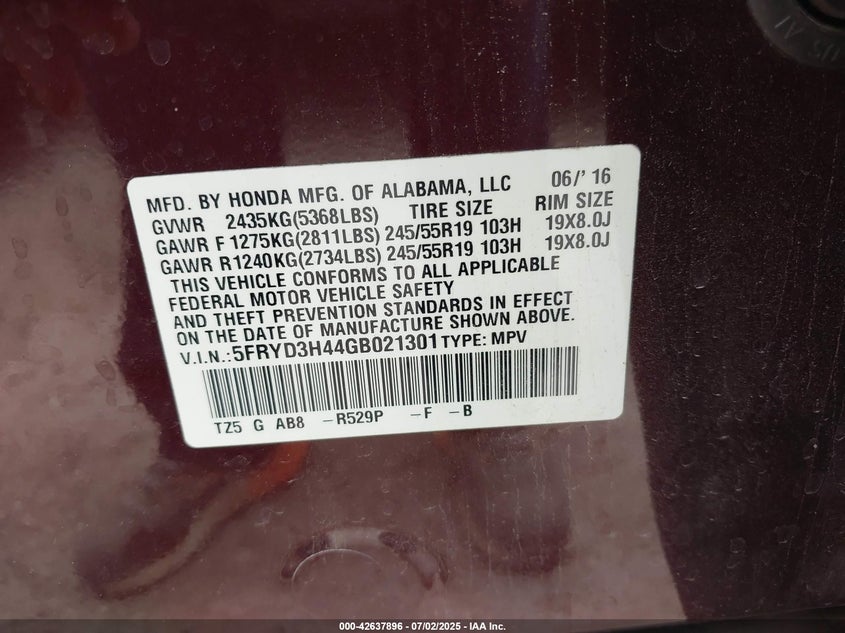 MFD. BY HONDA MFG. OF ALABAMA, LLC 06/'16
GVWR 2435KG(5368LBS) TIRE SIZE RIM SIZE
GAWR F 1275KG(2811LBS) 245/55R19 103H 19X8.0J
GAWR R1240KG(2734LBS) 245/55R19 103H 19X8.0J
THIS VEHICLE CONFORMS TO ALL APPLICABLE
FEDERAL MOTOR VEHICLE SAFETY
AND THEFT PREVENTION STANDARDS IN EFFECT
ON THE DATE OF MANUFACTURE SHOWN ABOVE.
V.I.N.:5FRYD3H44GB021301 TYPE: MPV
TZ5 G AB8 -R529P -F -B
000-42637896 - 07/02/2025 - IAA Inc.